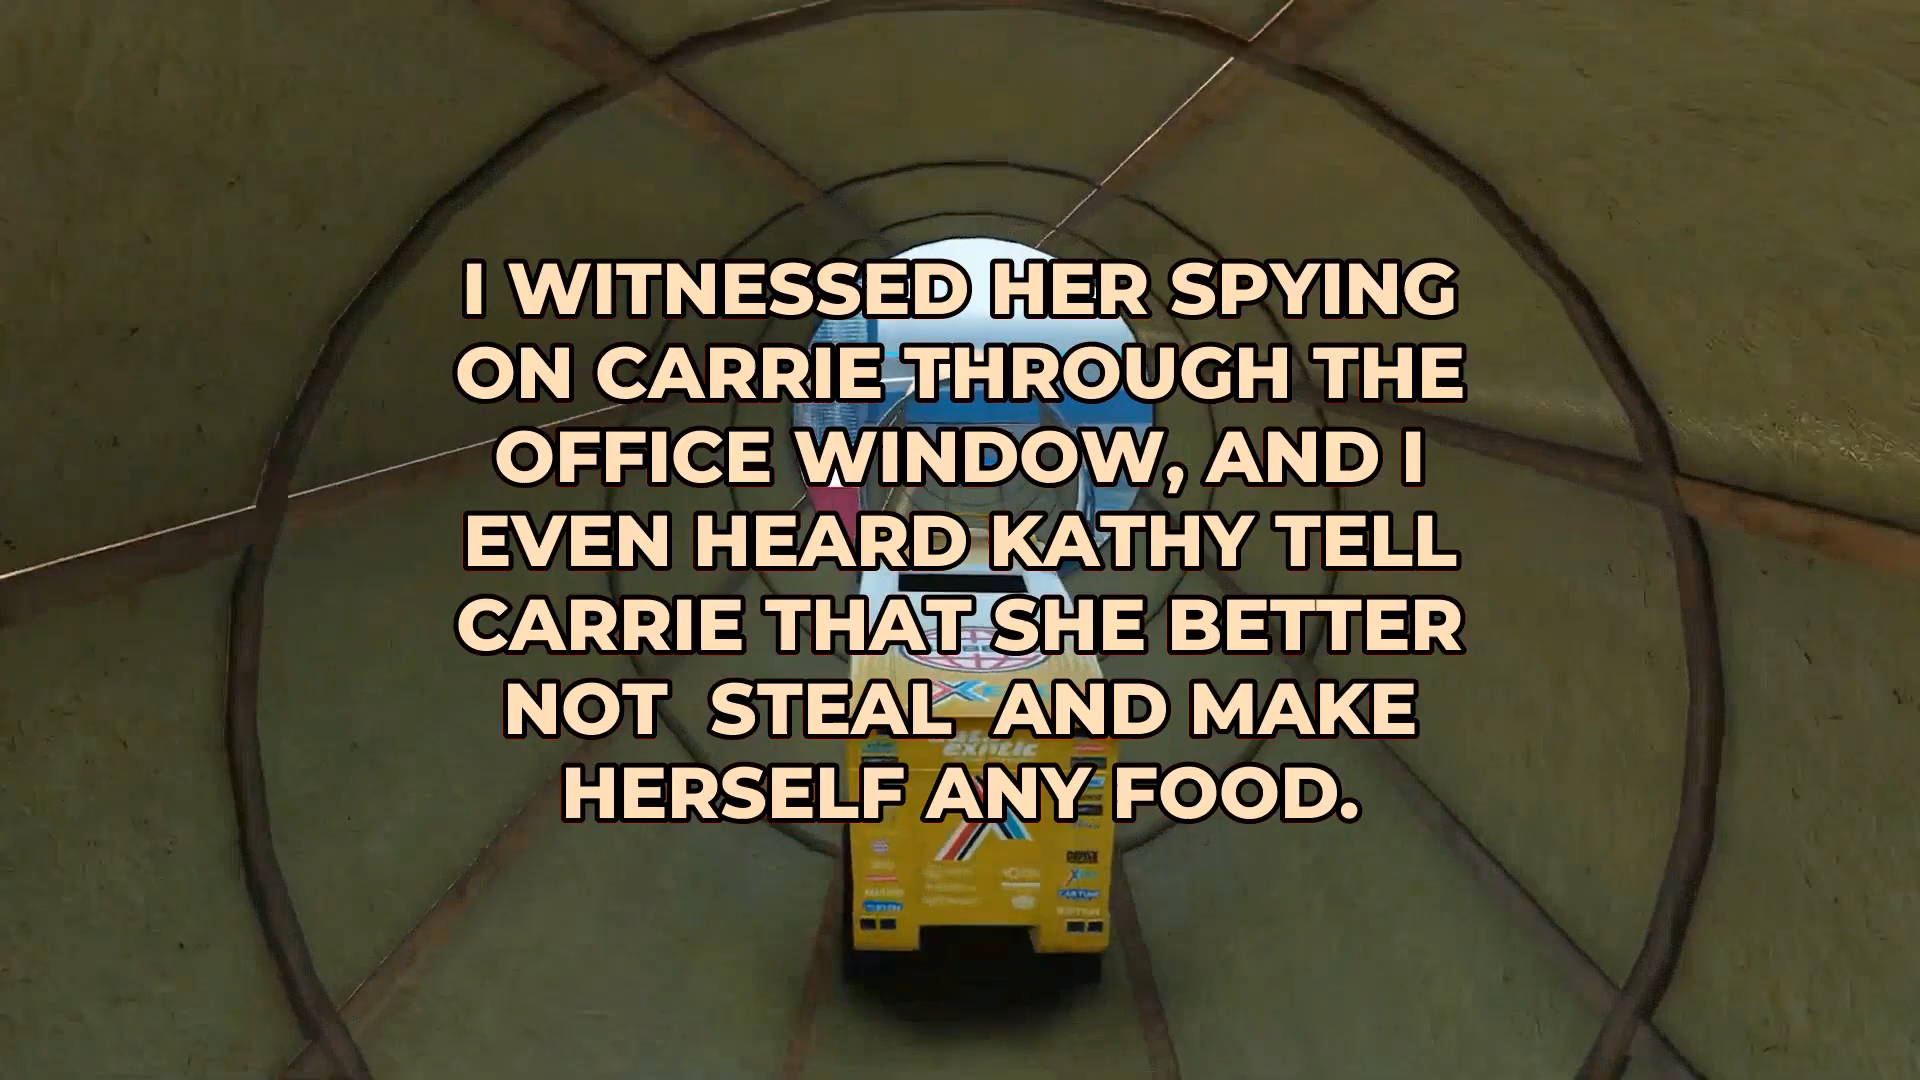 I WITNESSED HER SPYING
ON CARRIE THROUGH THE
OFFICE WINDOW, AND I
EVEN HEARD KATHY TELL
CARRIE THAT SHE BETTER
NOT  STEAL  AND MAKE
HERSELF ANY FOOD.
exotic